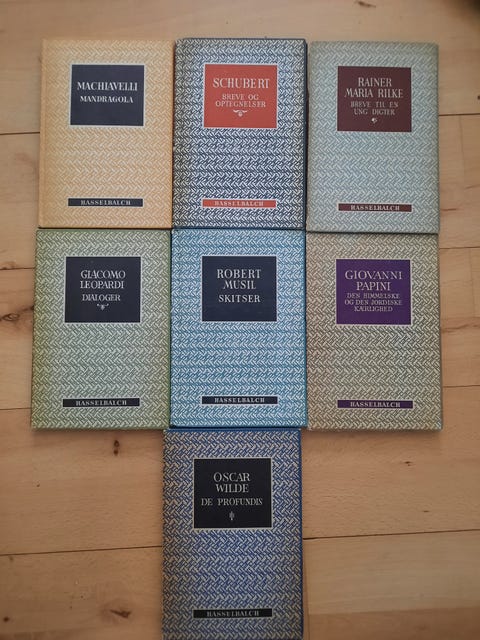 MACHIAVELLI
MANDRAGOLA
HASSELBALCH
SCHUBERT
BREVE OG
OPTEGNELSER
HASSELBALCH
RAINER
MARIA RILKE
BREVE TIL EN
UNG DIGTER
HASSELBALCH
GIACOMO
LEOPARDI
DIALOGER
HASSELBALCH
ROBERT
MUSIL
SKITSER
HASSELBALCH
GIOVANNI
PAPINI
DEN HIMMELSKE
OG DEN JORDISKE
KÆRLIGHED
HASSELBALCH
OSCAR
WILDE
DE PROFUNDIS
HASSELBALCH